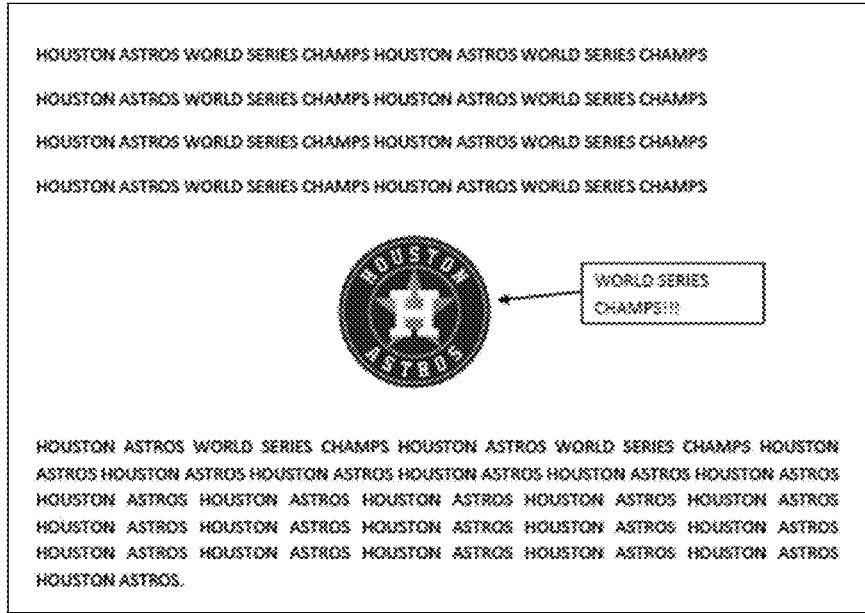 HOUSTON ASTROS WORLD SERIES CHAMPS HOUSTON ASTROS WORLD SERIES CHAMPS
HOUSTON ASTROS WORLD SERIES CHAMPS HOUSTON ASTROS WORLD SERIES CHAMPS
HOUSTON ASTROS WORLD SERIES CHAMPS HOUSTON ASTROS WORLD SERIES CHAMPS
HOUSTON ASTROS WORLD SERIES CHAMPS HOUSTON ASTROS WORLD SERIES CHAMPS
HOUSTON
H
ASTROS
WORLD SERIES
CHAMPS!!!
HOUSTON ASTROS WORLD SERIES CHAMPS HOUSTON ASTROS WORLD SERIES CHAMPS HOUSTON
ASTROS HOUSTON ASTROS HOUSTON ASTROS HOUSTON ASTROS HOUSTON ASTROS HOUSTON ASTROS
HOUSTON ASTROS HOUSTON ASTROS HOUSTON ASTROS HOUSTON ASTROS HOUSTON ASTROS
HOUSTON ASTROS HOUSTON ASTROS HOUSTON ASTROS HOUSTON ASTROS HOUSTON ASTROS
HOUSTON ASTROS HOUSTON ASTROS HOUSTON ASTROS HOUSTON ASTROS HOUSTON ASTROS
HOUSTON ASTROS.